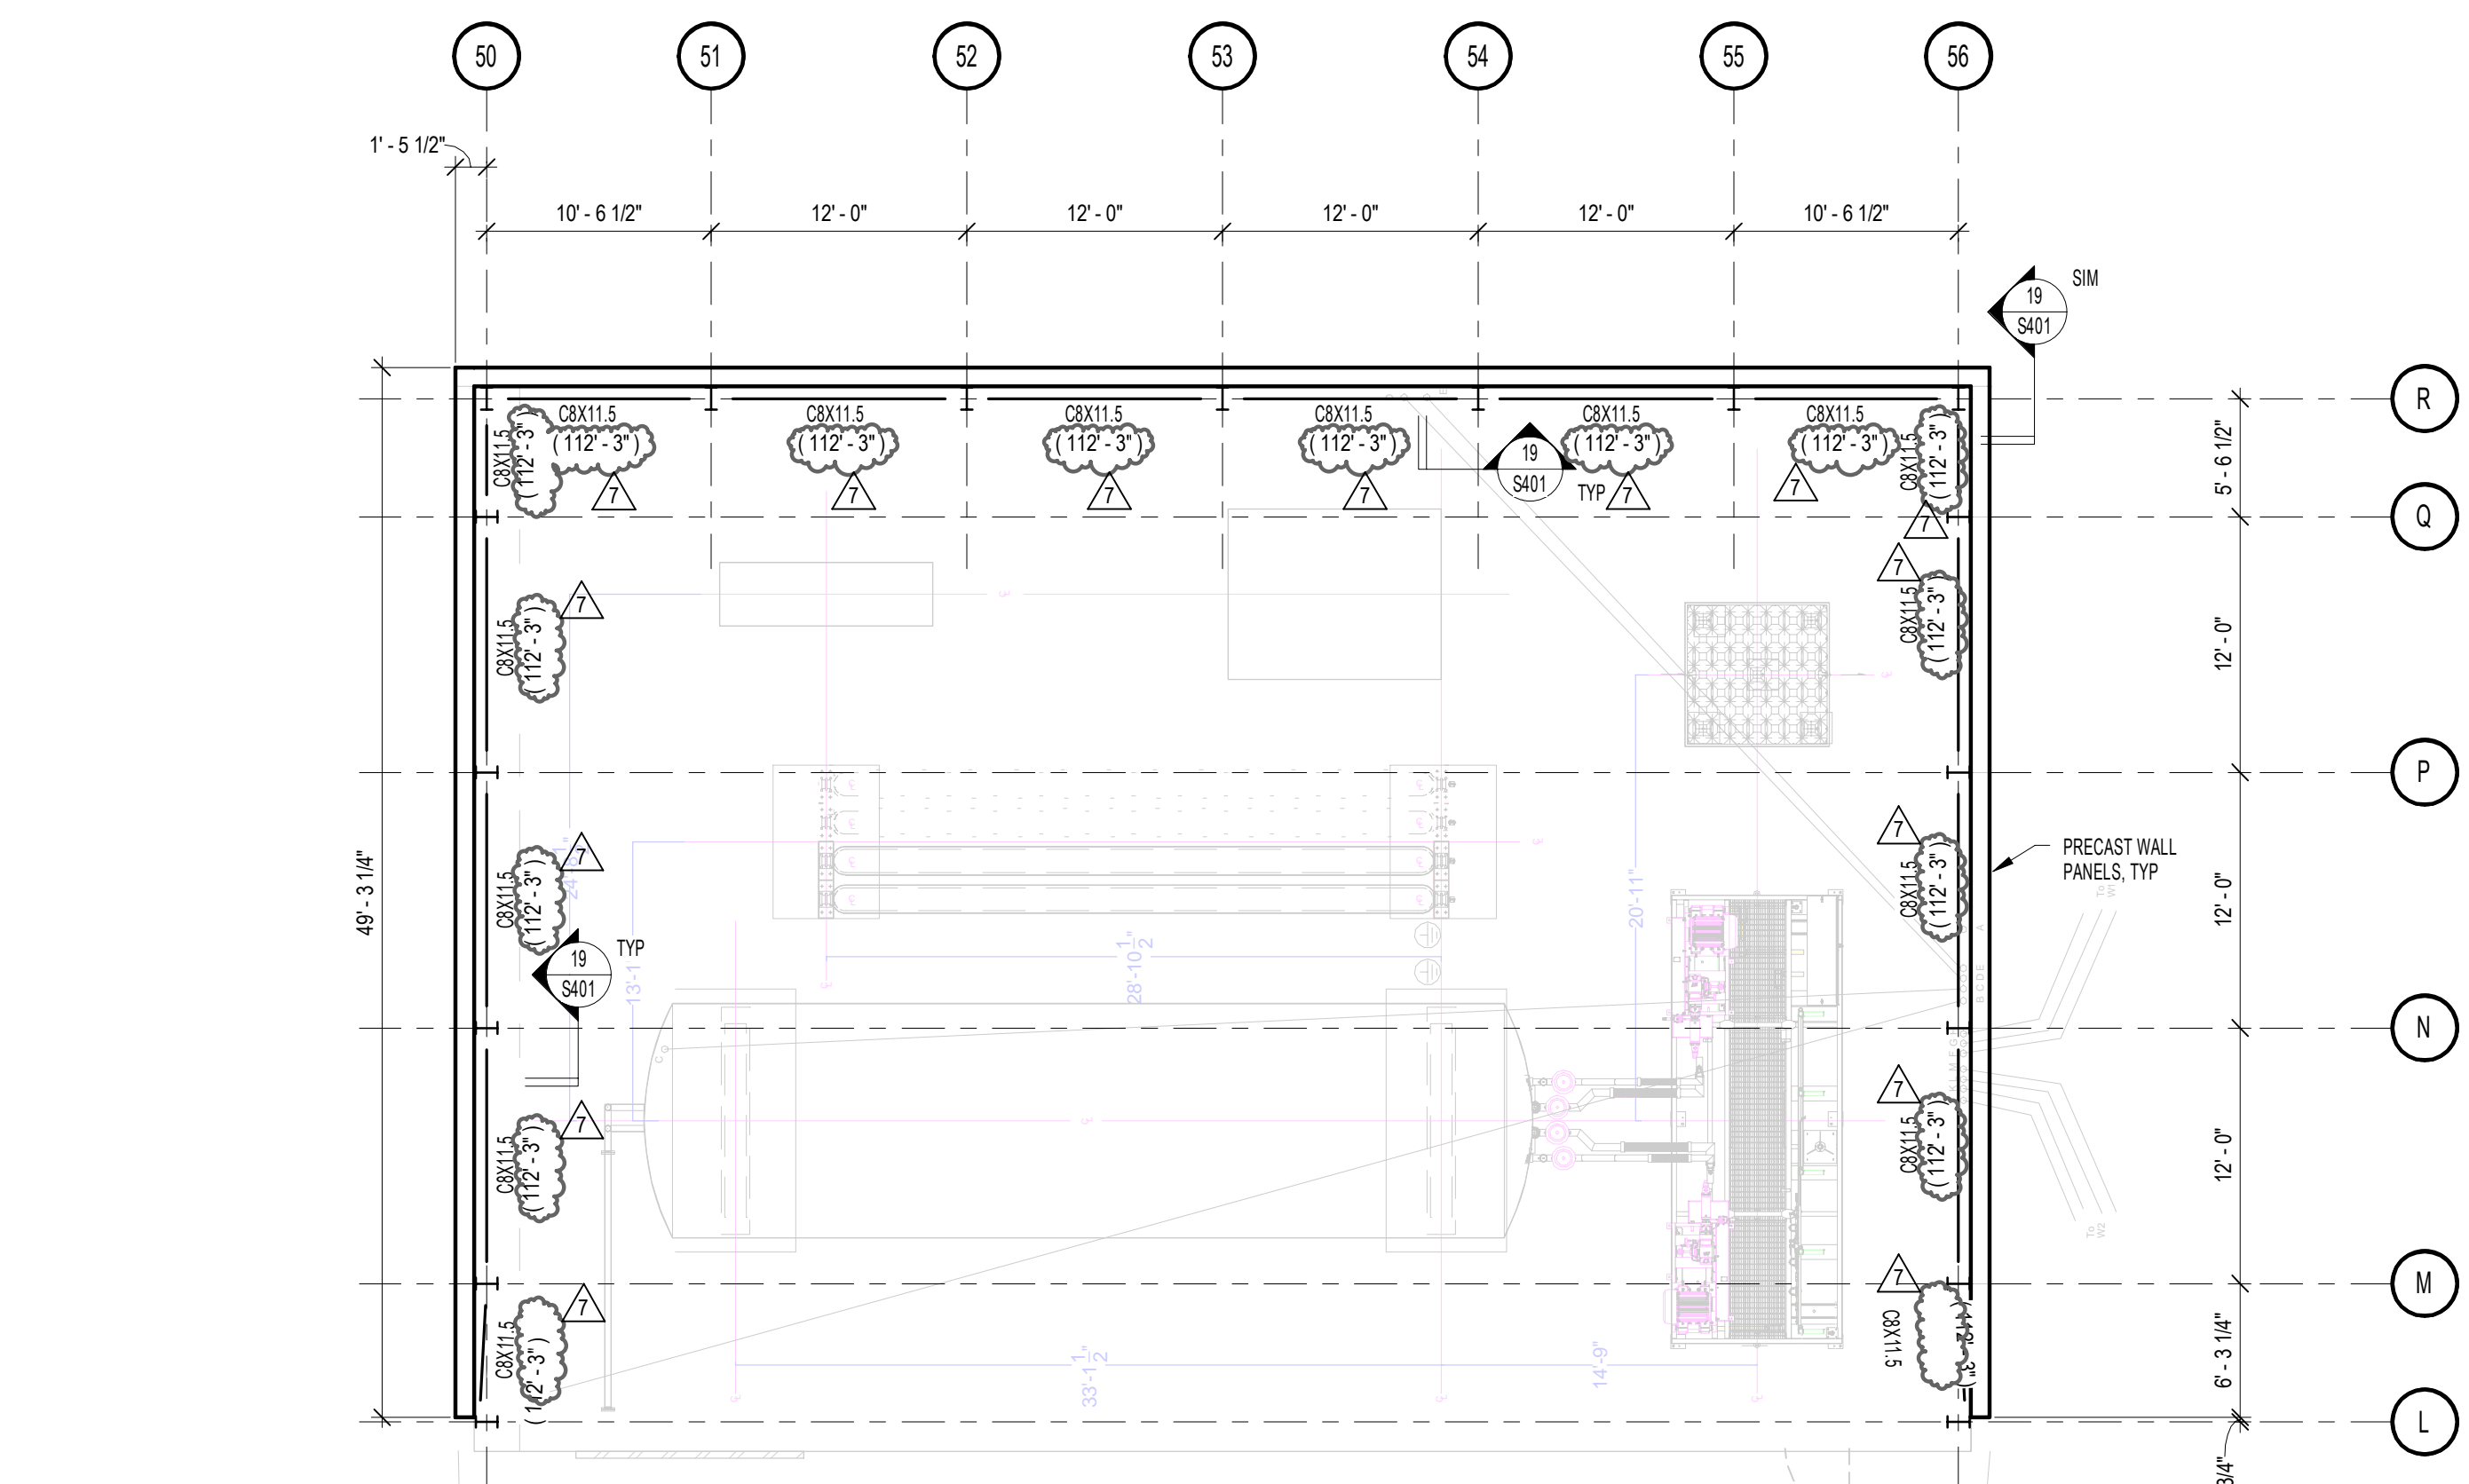 50 51 52 53 54 55 56
1' - 5 1/2"
10' - 6 1/2" 12' - 0" 12' - 0" 12' - 0" 12' - 0" 10' - 6 1/2"
19
S401
SIM
R
C8X11.5 C8X11.5 C8X11.5 C8X11.5 C8X11.5 C8X11.5
( 112' - 3" ) ( 112' - 3" ) ( 112' - 3" ) ( 112' - 3" ) ( 112' - 3" ) ( 112' - 3" )
C8X11.5
( 112' - 3" )
C8X11.5
( 112' - 3" )
19
S401
TYP
7 7 7 7 7 7 7
5' - 6 1/2"
Q
7
C8X11.5
( 112' - 3" )
7
C8X11.5
( 112' - 3" )
12' - 0"
20'-11"
P
49' - 3 1/4"
7
C8X11.5
( 112' - 3" )
7
C8X11.5
( 112' - 3" )
PRECAST WALL
PANELS, TYP
12' - 0"
To
W1
19
S401
TYP
28'-10 1/2"
A
B C D E
N
7
C8X11.5
( 112' - 3" )
C
7
C8X11.5
( 112' - 3" )
12' - 0"
To
W2
M
7
C8X11.5
( 112' - 3" )
7
C8X11.5
33'-1 1/2"
14'-9"
6' - 3 1/4"
L
3/4"